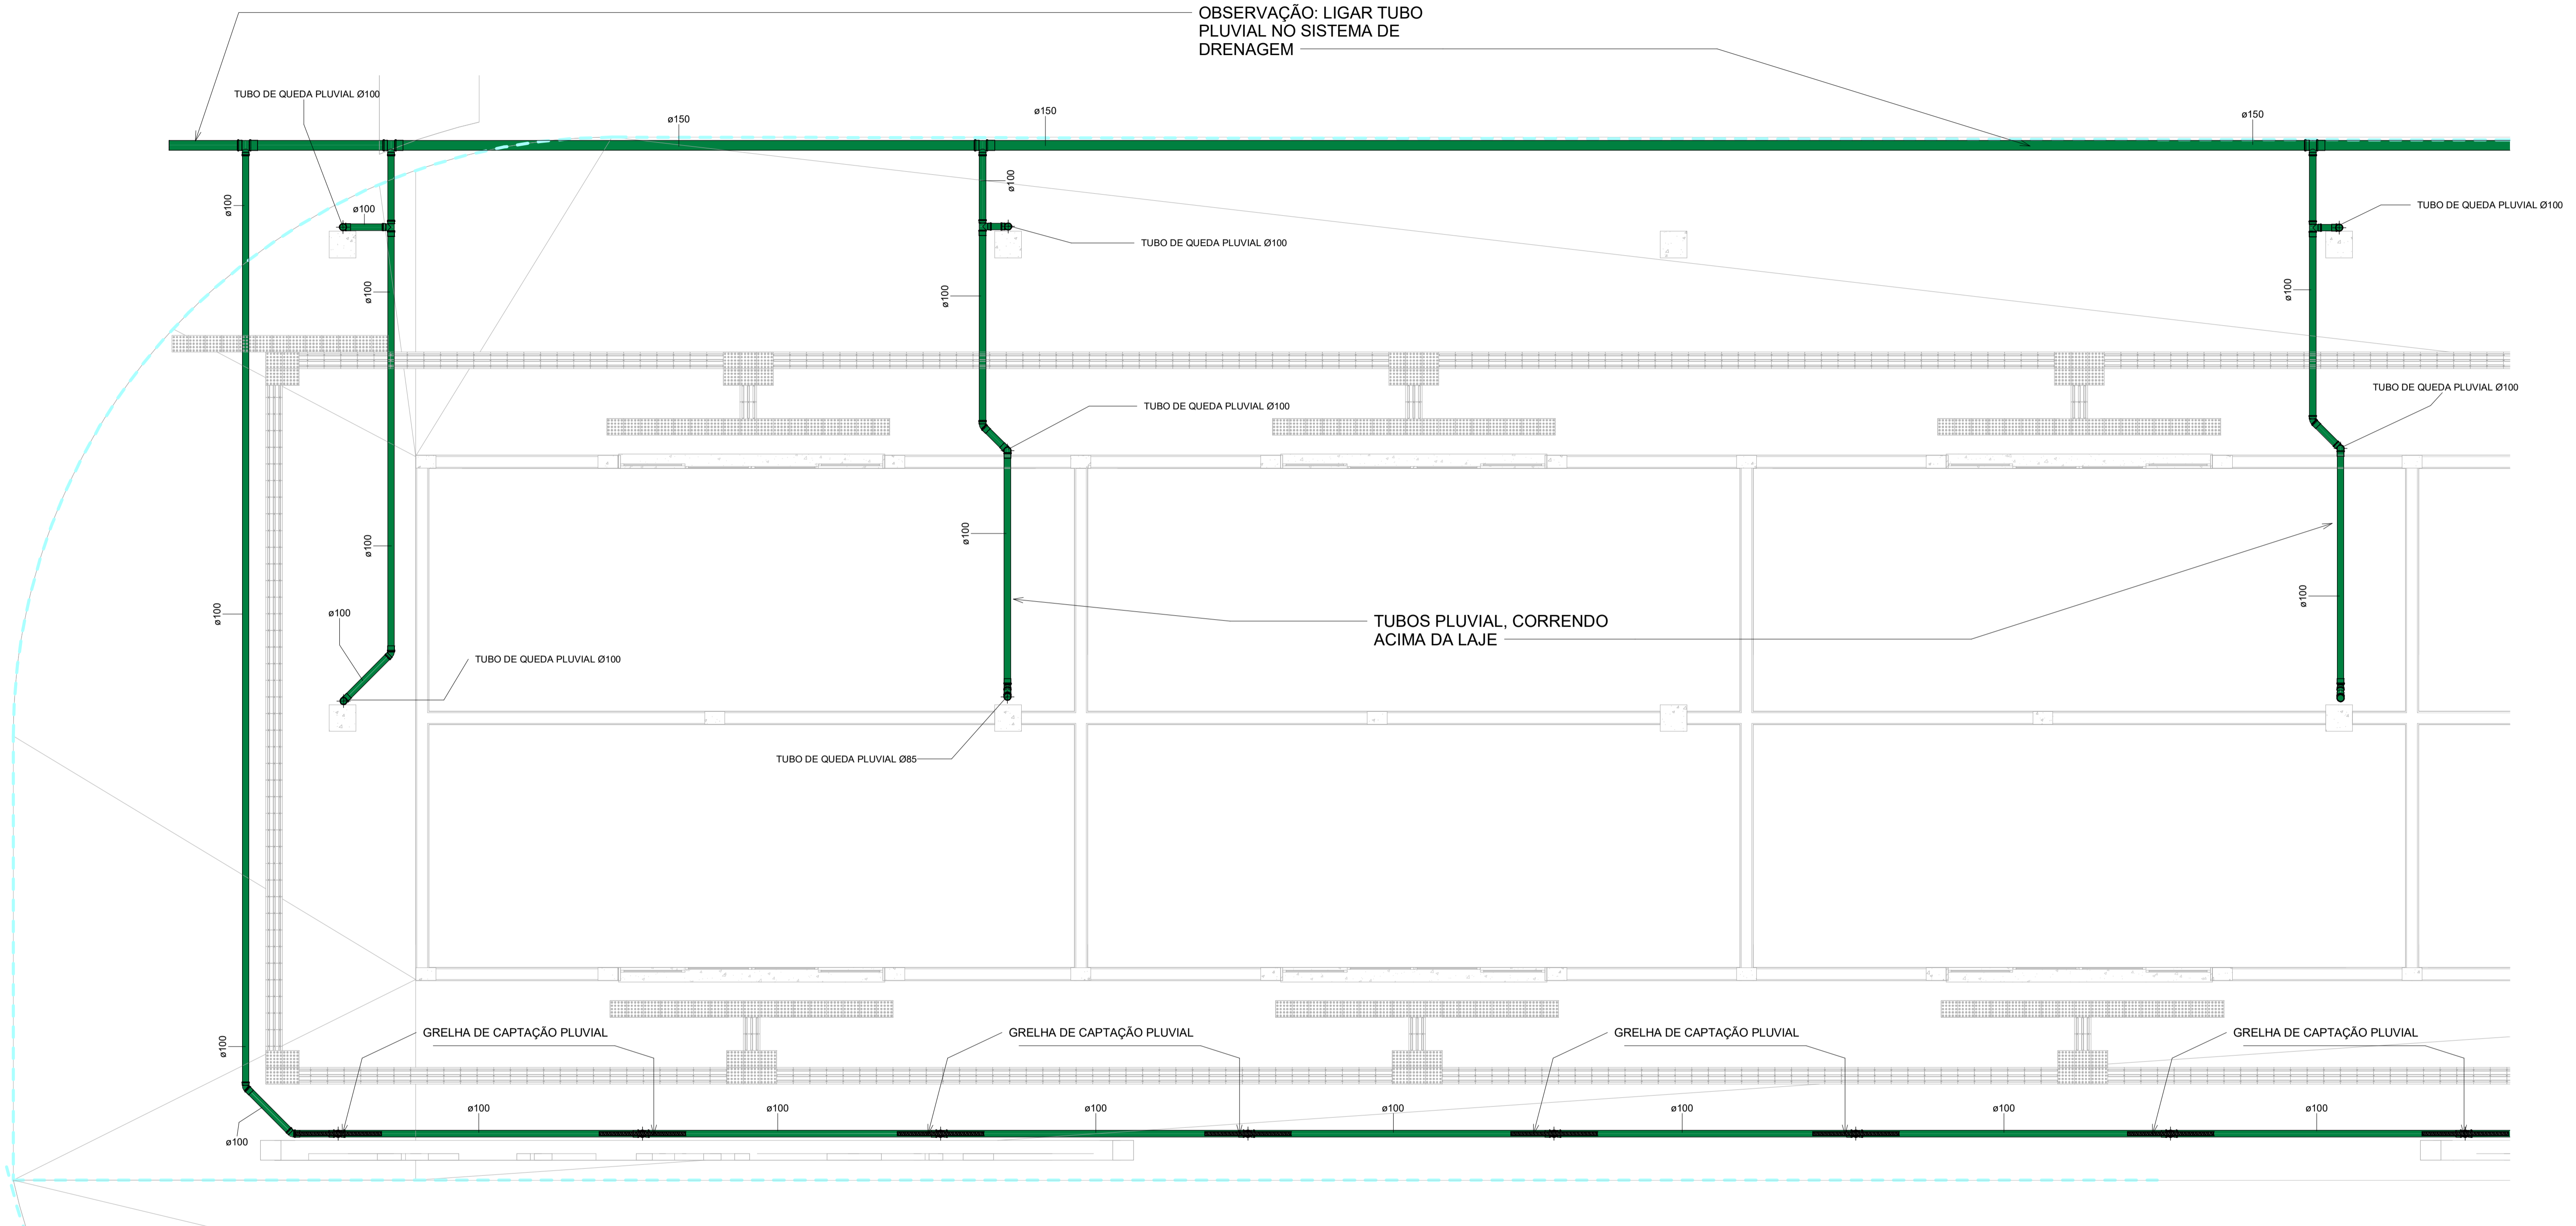 OBSERVAÇÃO: LIGAR TUBO
PLUVIAL NO SISTEMA DE
DRENAGEM
TUBO DE QUEDA PLUVIAL Ø100
ø150
ø150
ø150
ø100
ø100
ø100
TUBO DE QUEDA PLUVIAL Ø100
TUBO DE QUEDA PLUVIAL Ø100
ø100
ø100
ø100
TUBO DE QUEDA PLUVIAL Ø100
TUBO DE QUEDA PLUVIAL Ø100
ø100
ø100
ø100
ø100
ø100
TUBOS PLUVIAL, CORRENDO
ACIMA DA LAJE
TUBO DE QUEDA PLUVIAL Ø100
TUBO DE QUEDA PLUVIAL Ø85
GRELHA DE CAPTAÇÃO PLUVIAL
GRELHA DE CAPTAÇÃO PLUVIAL
GRELHA DE CAPTAÇÃO PLUVIAL
GRELHA DE CAPTAÇÃO PLUVIAL
ø100
ø100
ø100
ø100
ø100
ø100
ø100
ø100
ø100